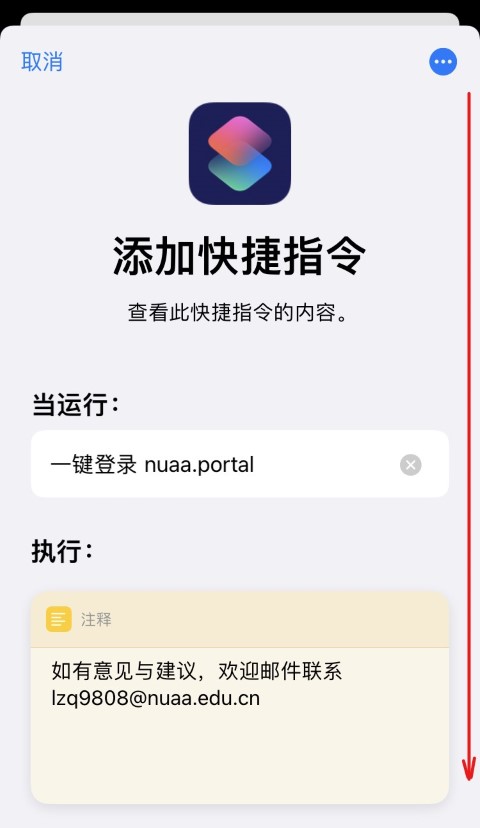 取消
添加快捷指令
查看此快捷指令的内容。
当运行：
一键登录 nuaa.portal
执行：
注释
如有意见与建议，欢迎邮件联系
lzq9808@nuaa.edu.cn